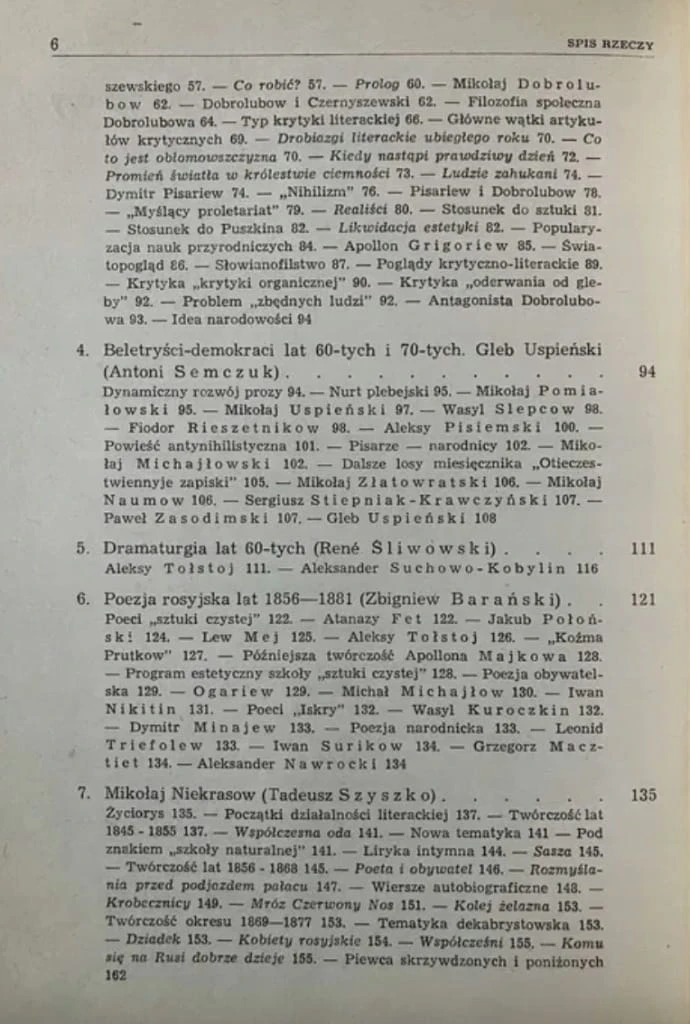 6 SPIS RZECZY
szewskiego 57. — Co robić? 57. — Prolog 60. — Mikołaj Dobrolu-
bow 62. — Dobrolubow i Czernyszewski 62. — Filozofia społeczna
Dobrolubowa 64. — Typ krytyki literackiej 66. — Główne wątki artyku-
łów krytycznych 69. — Drobiazgi literackie ubiegłego roku 70. — Co
to jest obłomowszczyzna 70. — Kiedy nastąpi prawdziwy dzień 72. —
Promień światła w królestwie ciemności 73. — Ludzie zahukani 74. —
Dymitr Pisariew 74. — „Nihilizm” 76. — Pisariew i Dobrolubow 78.
— „Myślący proletariat” 79. — Realiści 80. — Stosunek do sztuki 81.
— Stosunek do Puszkina 82. — Likwidacja estetyki 82. — Populary-
zacja nauk przyrodniczych 84. — Apollon Grigoriew 85. — Świa-
topogląd 86. — Słowianofilstwo 87. — Poglądy krytyczno-literackie 89.
— Krytyka „krytyki organicznej” 90. — Krytyka „oderwania od gle-
by” 92. — Problem „zbędnych ludzi” 92. — Antagonista Dobrolubo-
wa 93. — Idea narodowości 94
4. Beletryści-demokraci lat 60-tych i 70-tych. Gleb Uspieński
(Antoni Semczuk) . . . . . . . . . . . 94
Dynamiczny rozwój prozy 94. — Nurt plebejski 95. — Mikołaj Pomia-
łowski 95. — Mikołaj Uspieński 97. — Wasyl Slepcow 98.
— Fiodor Rieszetnikow 98. — Aleksy Pisiemski 100. —
Powieść antynihilistyczna 101. — Pisarze — narodnicy 102. — Miko-
łaj Michajłowski 102. — Dalsze losy miesięcznika „Otieczes-
twiennyje zapiski” 105. — Mikołaj Złatowratski 106. — Mikołaj
Naumow 106. — Sergiusz Stiepniak-Krawczyński 107. —
Paweł Zasodimski 107. — Gleb Uspieński 108
5. Dramaturgia lat 60-tych (René Śliwowski) . . . . 111
Aleksy Tołstoj 111. — Aleksander Suchowo-Kobylin 116
6. Poezja rosyjska lat 1856—1881 (Zbigniew Barański) . . 121
Poeci „sztuki czystej” 122. — Atanazy Fet 122. — Jakub Połoń-
ski 124. — Lew Mej 125. — Aleksy Tołstoj 126. — „Koźma
Prutkow” 127. — Późniejsza twórczość Apollona Majkowa 128.
— Program estetyczny szkoły „sztuki czystej” 128. — Poezja obywatel-
ska 129. — Ogariew 129. — Michał Michajłow 130. — Iwan
Nikitin 131. — Poeci „Iskry” 132. — Wasyl Kuroczkin 132.
— Dymitr Minajew 133. — Poezja narodnicka 133. — Leonid
Triefolew 133. — Iwan Surikow 134. — Grzegorz Macz-
tiet 134. — Aleksander Nawrocki 134
7. Mikołaj Niekrasow (Tadeusz Szyszko) . . . . . . 135
Życiorys 135. — Początki działalności literackiej 137. — Twórczość lat
1845 - 1855 137. — Współczesna oda 141. — Nowa tematyka 141 — Pod
znakiem „szkoły naturalnej” 141. — Liryka intymna 144. — Sasza 145.
— Twórczość lat 1856 - 1868 145. — Poeta i obywatel 146. — Rozmyśla-
nia przed podjazdem pałacu 147. — Wiersze autobiograficzne 148. —
Krobecznicy 149. — Mróz Czerwony Nos 151. — Kolej żelazna 153. —
Twórczość okresu 1869—1877 153. — Tematyka dekabrystowska 153.
— Dziadek 153. — Kobiety rosyjskie 154. — Współcześni 155. — Komu
się na Rusi dobrze dzieje 155. — Piewca skrzywdzonych i poniżonych
162